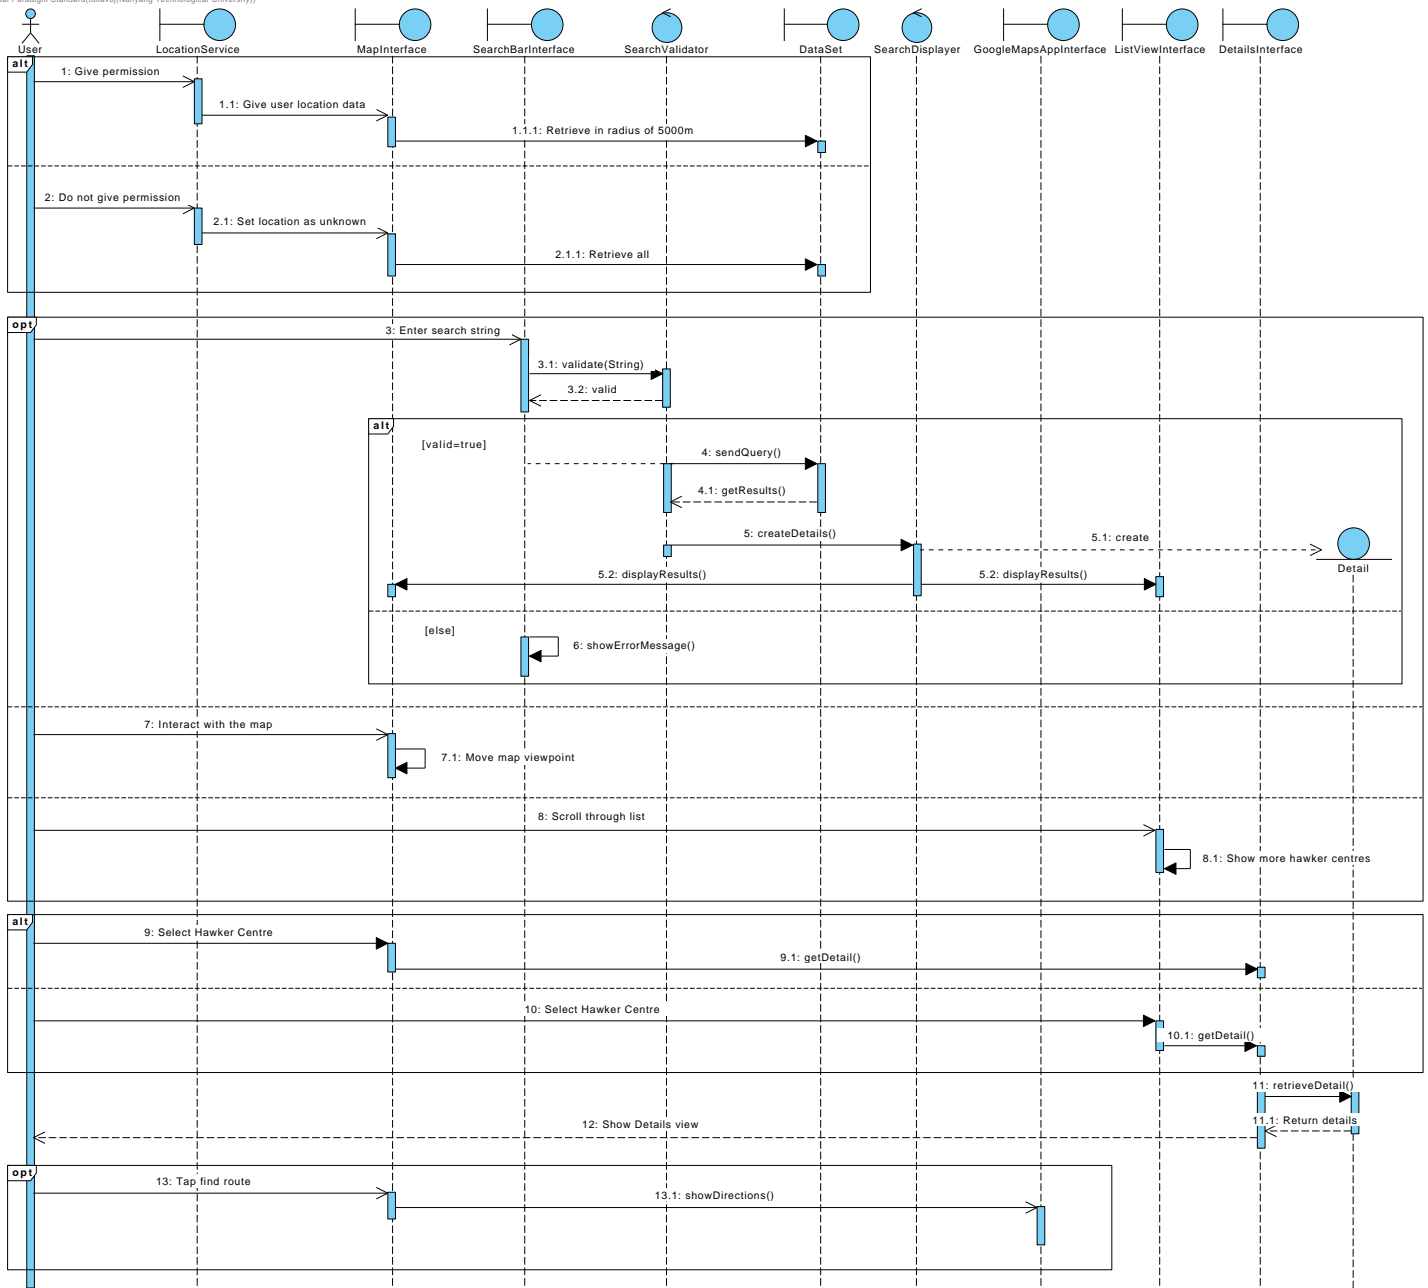 Paradigm Standard(tollavoj(Nanyang Technological University))
User
LocationService
MapInterface
SearchBarInterface
SearchValidator
DataSet
SearchDisplayer
GoogleMapsAppInterface
ListViewInterface
DetailsInterface
alt
1: Give permission
1.1: Give user location data
1.1.1: Retrieve in radius of 5000m
2: Do not give permission
2.1: Set location as unknown
2.1.1: Retrieve all
opt
3: Enter search string
3.1: validate(String)
3.2: valid
alt
[valid=true]
4: sendQuery()
4.1: getResults()
5: createDetails()
5.1: create
Detail
5.2: displayResults()
5.2: displayResults()
[else]
6: showErrorMessage()
7: Interact with the map
7.1: Move map viewpoint
8: Scroll through list
8.1: Show more hawker centres
alt
9: Select Hawker Centre
9.1: getDetail()
10: Select Hawker Centre
10.1: getDetail()
11: retrieveDetail()
11.1: Return details
12: Show Details view
opt
13: Tap find route
13.1: showDirections()